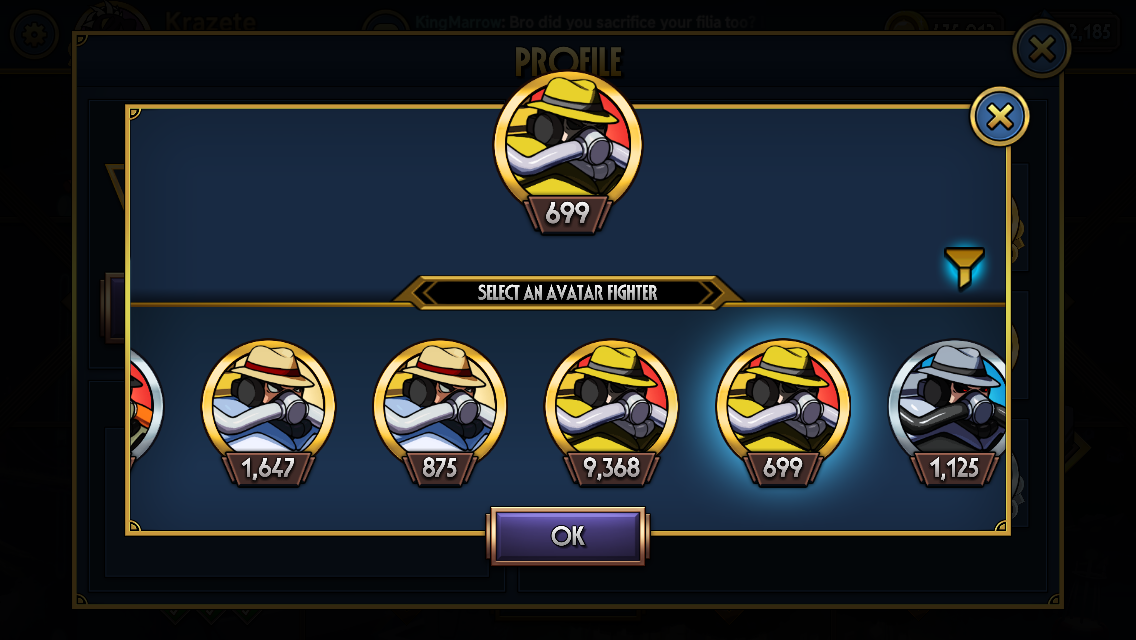 Krazete
KingMarrow: Bro did you sacrifice your filia too?
2,185
PROFILE
699
SELECT AN AVATAR FIGHTER
1,647
875
9,368
699
1,125
OK